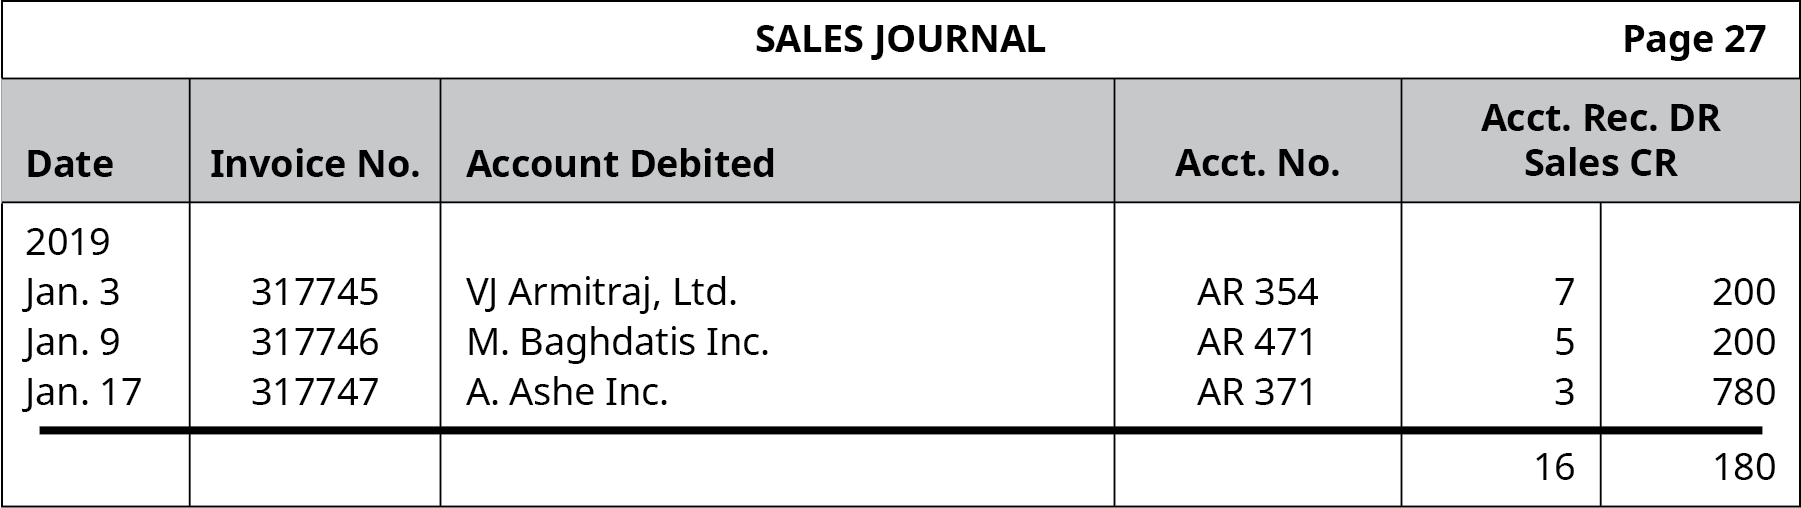 SALES JOURNAL Page 27
Date Invoice No. Account Debited Acct. No. Acct. Rec. DR
Sales CR
2019
Jan. 3 317745 VJ Armitraj, Ltd. AR 354 7 200
Jan. 9 317746 M. Baghdatis Inc. AR 471 5 200
Jan. 17 317747 A. Ashe Inc. AR 371 3 780
16 180